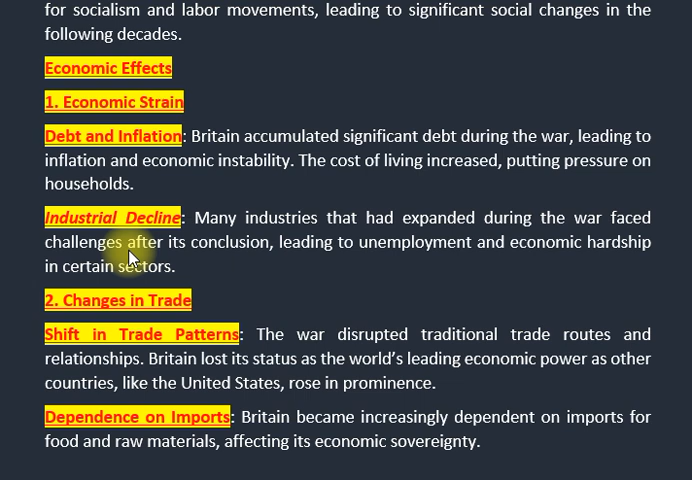 for socialism and labor movements, leading to significant social changes in the
following decades.
Economic Effects
1. Economic Strain
Debt and Inflation: Britain accumulated significant debt during the war, leading to
inflation and economic instability. The cost of living increased, putting pressure on
households.
Industrial Decline: Many industries that had expanded during the war faced
challenges after its conclusion, leading to unemployment and economic hardship
in certain sectors.
2. Changes in Trade
Shift in Trade Patterns: The war disrupted traditional trade routes and
relationships. Britain lost its status as the world’s leading economic power as other
countries, like the United States, rose in prominence.
Dependence on Imports: Britain became increasingly dependent on imports for
food and raw materials, affecting its economic sovereignty.